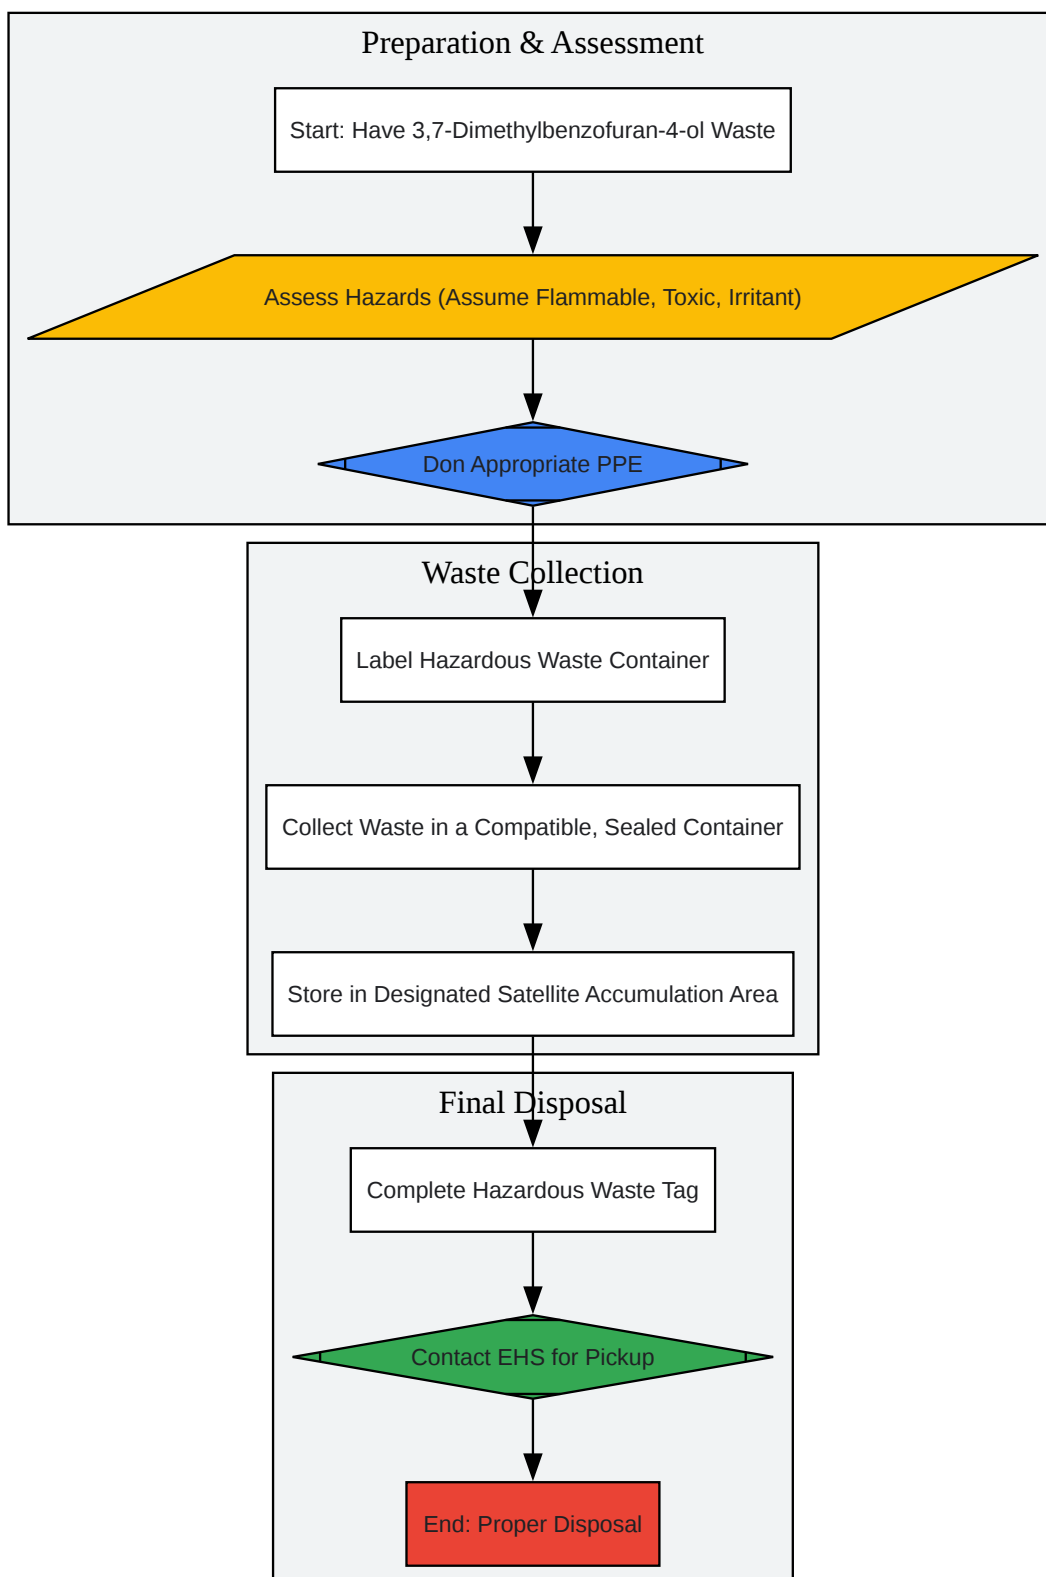 Preparation & Assessment
Start: Have 3,7-Dimethylbenzofuran-4-ol Waste
Assess Hazards (Assume Flammable, Toxic, Irritant)
Don Appropriate PPE
Waste Collection
Label Hazardous Waste Container
Collect Waste in a Compatible, Sealed Container
Store in Designated Satellite Accumulation Area
Final Disposal
Complete Hazardous Waste Tag
Contact EHS for Pickup
End: Proper Disposal